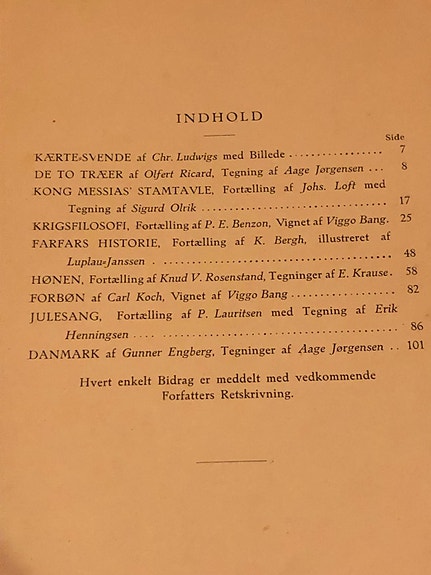 INDHOLD
Side
KÆRTE-SVENDE af Chr. Ludwigs med Billede ................ 7
DE TO TRÆER af Olfert Ricard, Tegning af Aage Jørgensen ... 8
KONG MESSIAS' STAMTAVLE, Fortælling af Johs. Loft med
Tegning af Sigurd Olrik ................................ 17
KRIGSFILOSOFI, Fortælling af P. E. Benzon, Vignet af Viggo Bang. 25
FARFARS HISTORIE, Fortælling af K. Bergh, illustreret af
Luplau-Janssen ........................................ 48
HØNEN, Fortælling af Knud V. Rosenstand, Tegninger af E. Krause. 58
FORBØN af Carl Koch, Vignet af Viggo Bang ................ 82
JULESANG, Fortælling af P. Lauritsen med Tegning af Erik
Henningsen ............................................ 86
DANMARK af Gunner Engberg, Tegninger af Aage Jørgensen .. 101
Hvert enkelt Bidrag er meddelt med vedkommende
Forfatters Retskrivning.